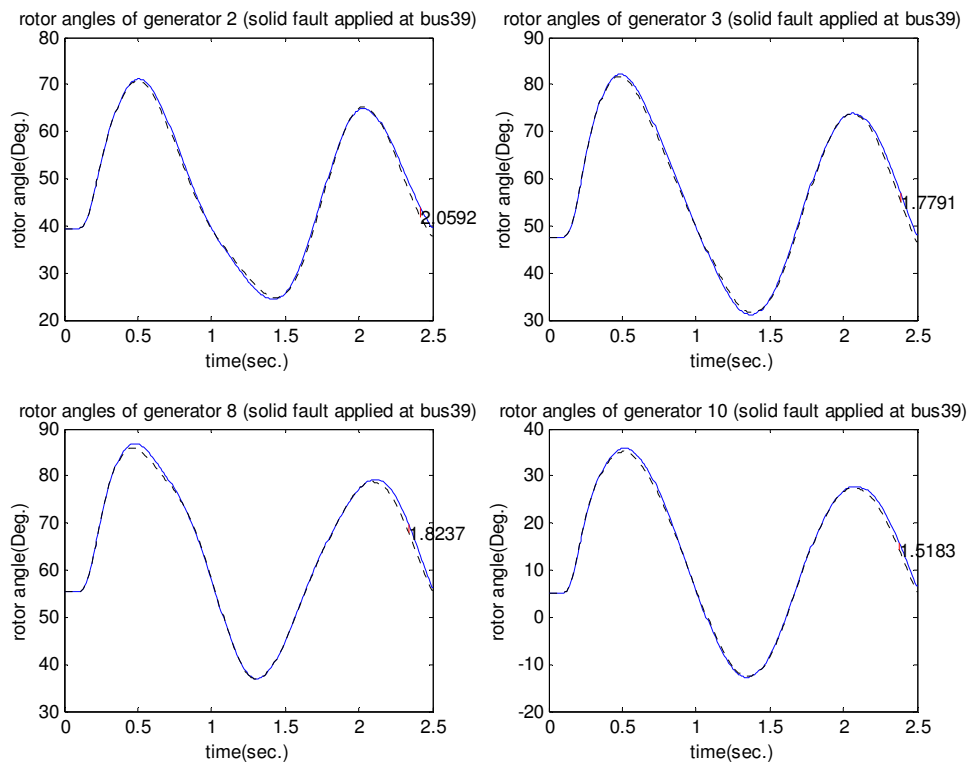 rotor angles of generator 2 (solid fault applied at bus39)
80
70
60
50
40
30
20
rotor angle(Deg.)
2.0592
0 0.5 1 1.5 2 2.5
time(sec.)
rotor angles of generator 3 (solid fault applied at bus39)
90
80
70
60
50
40
30
rotor angle(Deg.)
1.7791
0 0.5 1 1.5 2 2.5
time(sec.)
rotor angles of generator 8 (solid fault applied at bus39)
90
80
70
60
50
40
30
rotor angle(Deg.)
1.8237
0 0.5 1 1.5 2 2.5
time(sec.)
rotor angles of generator 10 (solid fault applied at bus39)
40
30
20
10
0
-10
-20
rotor angle(Deg.)
1.5183
0 0.5 1 1.5 2 2.5
time(sec.)